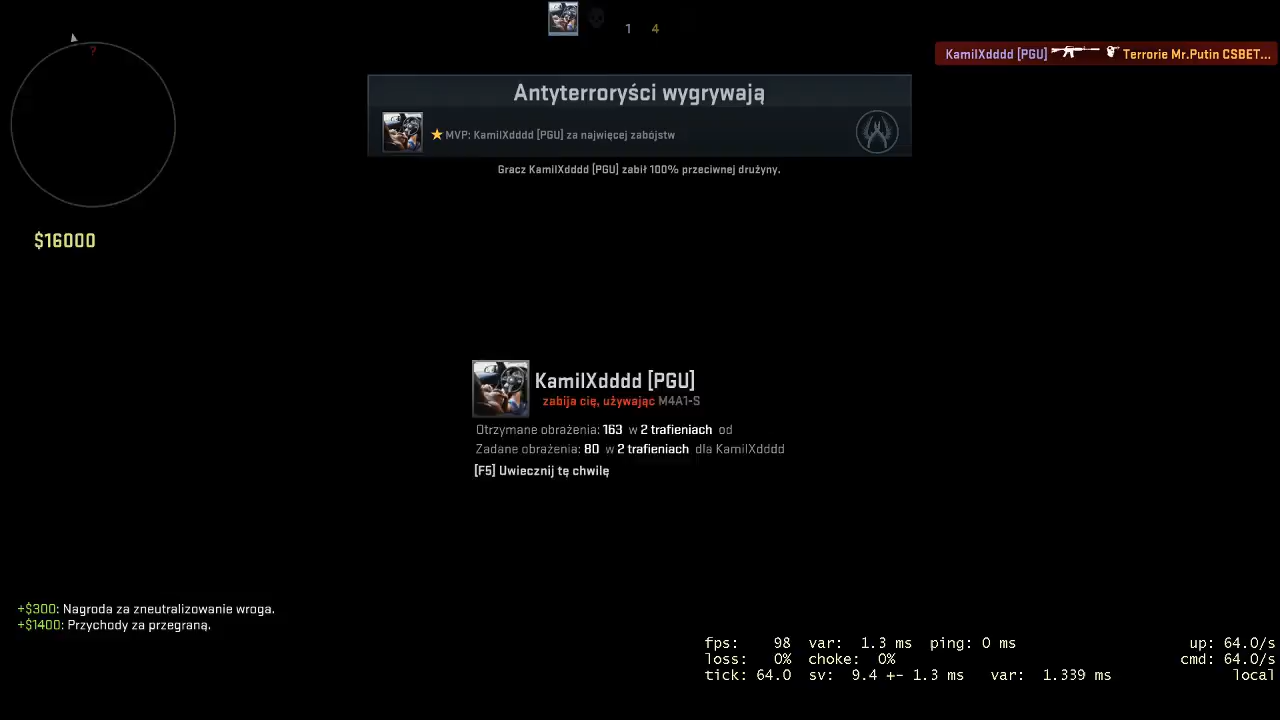 1 4
KamilXdddd [PGU] Terrorie Mr.Putin CSBET...
Antyterroryści wygrywają
MVP: KamilXdddd [PGU] za najwięcej zabójstw
Gracz KamilXdddd [PGU] zabił 100% przeciwnej drużyny.
?
$16000
KamilXdddd [PGU]
zabija cię, używając M4A1-S
Otrzymane obrażenia: 163 w 2 trafieniach od
Zadane obrażenia: 80 w 2 trafieniach dla KamilXdddd
[F5] Uwiecznij tę chwilę
+$300: Nagroda za zneutralizowanie wroga.
+$1400: Przychody za przegraną.
fps: 98 var: 1.3 ms ping: 0 ms up: 64.0/s
loss: 0% choke: 0% cmd: 64.0/s
tick: 64.0 sv: 9.4 +- 1.3 ms var: 1.339 ms local